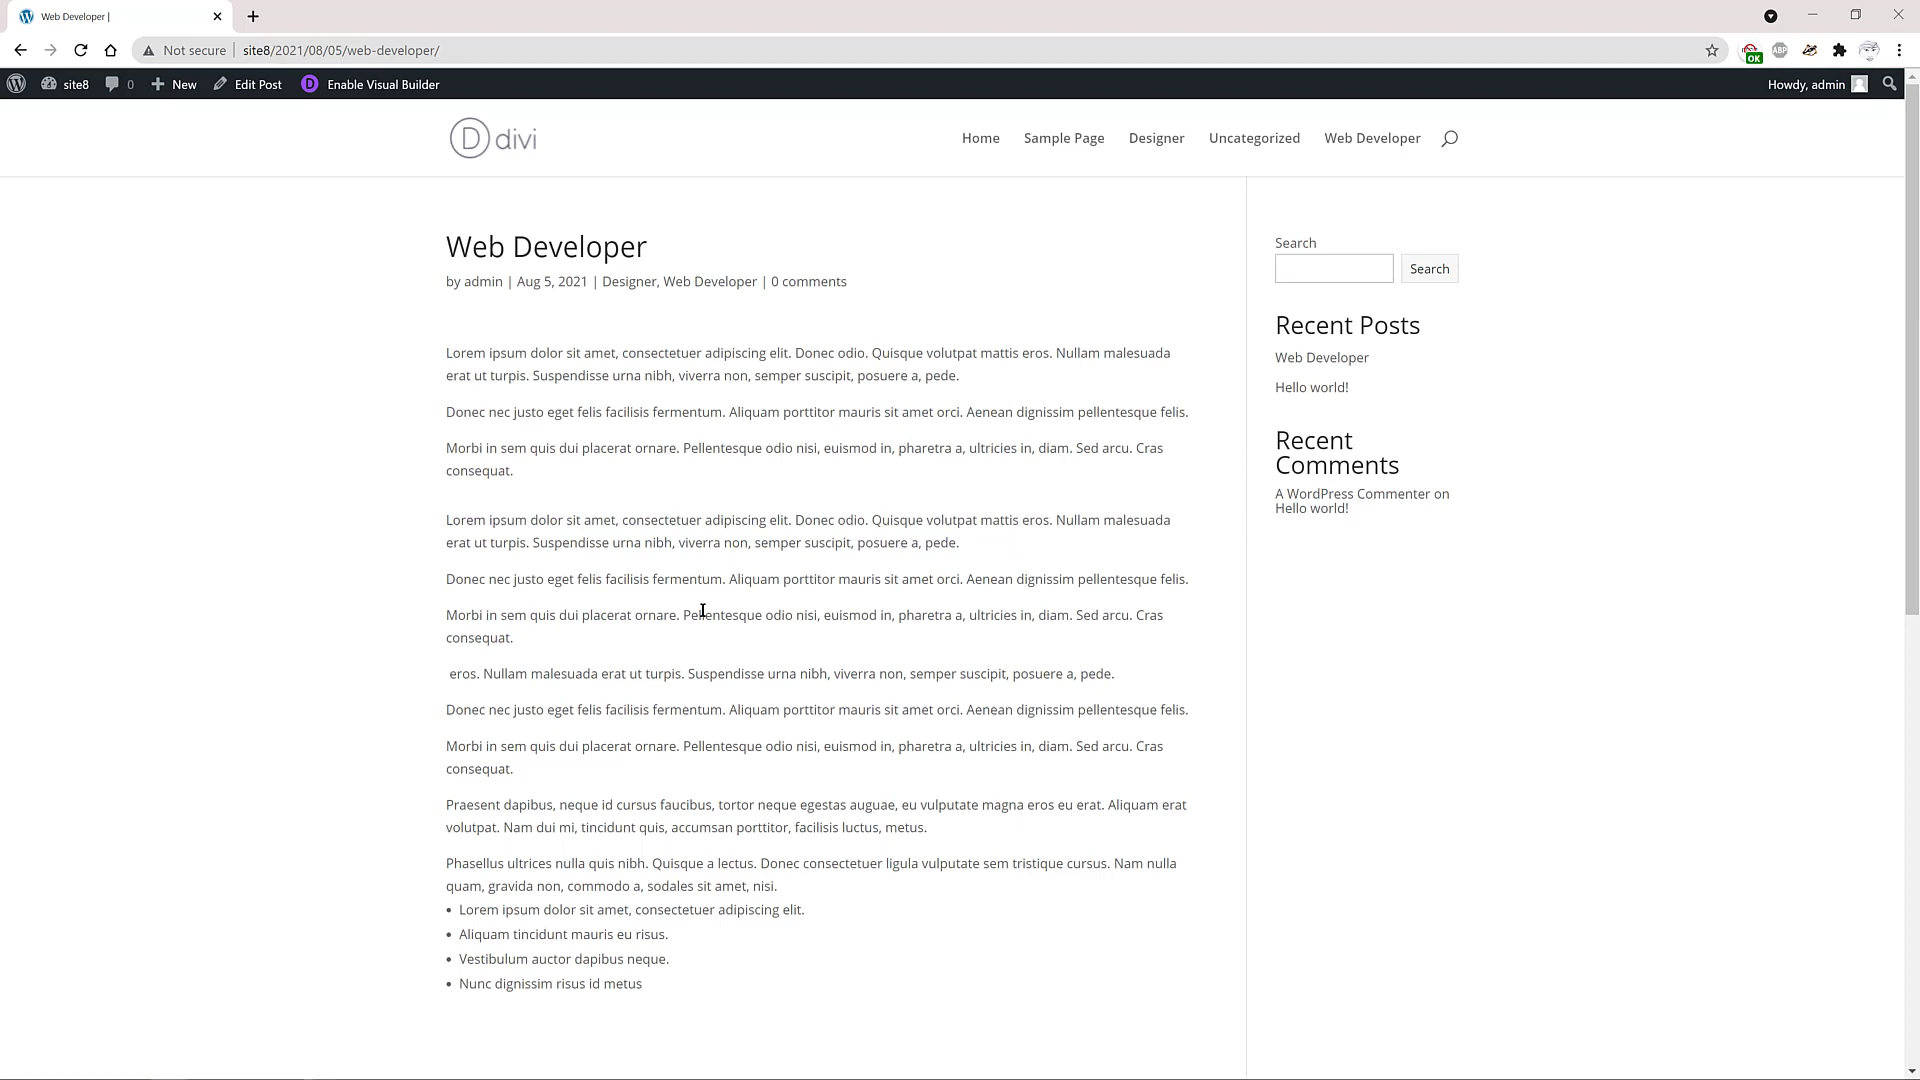 Web Developer |
Not secure
site8/2021/08/05/web-developer/
OK
ABP
site8
0
New
Edit Post
D
Enable Visual Builder
Howdy, admin
D divi
Home
Sample Page
Designer
Uncategorized
Web Developer
Web Developer
by admin | Aug 5, 2021 | Designer, Web Developer | 0 comments
Lorem ipsum dolor sit amet, consectetuer adipiscing elit. Donec odio. Quisque volutpat mattis eros. Nullam malesuada
erat ut turpis. Suspendisse urna nibh, viverra non, semper suscipit, posuere a, pede.
Donec nec justo eget felis facilisis fermentum. Aliquam porttitor mauris sit amet orci. Aenean dignissim pellentesque felis.
Morbi in sem quis dui placerat ornare. Pellentesque odio nisi, euismod in, pharetra a, ultricies in, diam. Sed arcu. Cras
consequat.
Lorem ipsum dolor sit amet, consectetuer adipiscing elit. Donec odio. Quisque volutpat mattis eros. Nullam malesuada
erat ut turpis. Suspendisse urna nibh, viverra non, semper suscipit, posuere a, pede.
Donec nec justo eget felis facilisis fermentum. Aliquam porttitor mauris sit amet orci. Aenean dignissim pellentesque felis.
Morbi in sem quis dui placerat ornare. Pellentesque odio nisi, euismod in, pharetra a, ultricies in, diam. Sed arcu. Cras
consequat.
eros. Nullam malesuada erat ut turpis. Suspendisse urna nibh, viverra non, semper suscipit, posuere a, pede.
Donec nec justo eget felis facilisis fermentum. Aliquam porttitor mauris sit amet orci. Aenean dignissim pellentesque felis.
Morbi in sem quis dui placerat ornare. Pellentesque odio nisi, euismod in, pharetra a, ultricies in, diam. Sed arcu. Cras
consequat.
Praesent dapibus, neque id cursus faucibus, tortor neque egestas auguae, eu vulputate magna eros eu erat. Aliquam erat
volutpat. Nam dui mi, tincidunt quis, accumsan porttitor, facilisis luctus, metus.
Phasellus ultrices nulla quis nibh. Quisque a lectus. Donec consectetuer ligula vulputate sem tristique cursus. Nam nulla
quam, gravida non, commodo a, sodales sit amet, nisi.
• Lorem ipsum dolor sit amet, consectetuer adipiscing elit.
• Aliquam tincidunt mauris eu risus.
• Vestibulum auctor dapibus neque.
• Nunc dignissim risus id metus
Search
Search
Recent Posts
Web Developer
Hello world!
Recent
Comments
A WordPress Commenter on
Hello world!